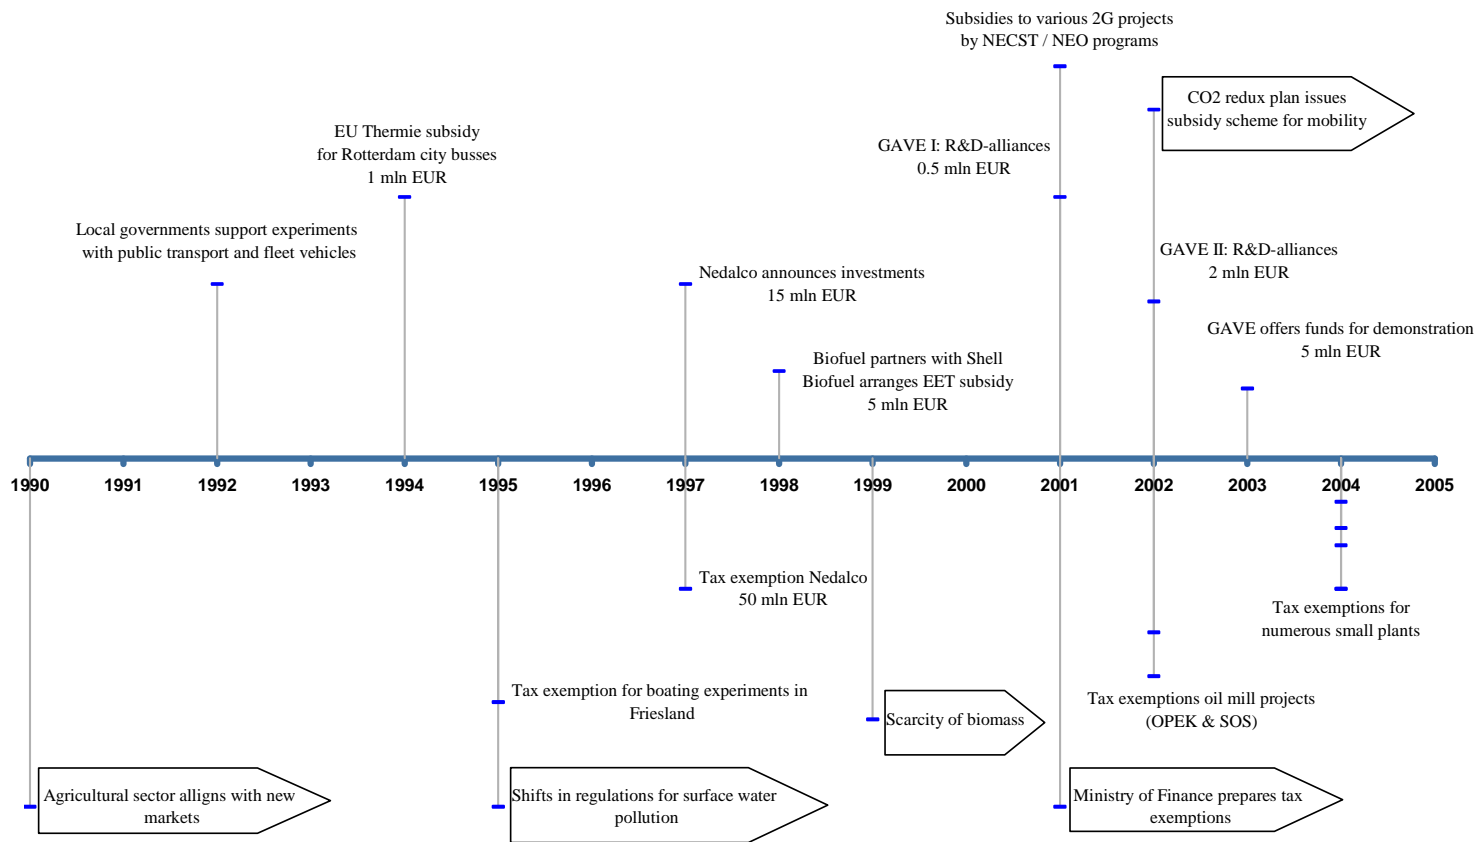 Subsidies to various 2G projects
by NECST / NEO programs
CO2 redux plan issues
subsidy scheme for mobility
EU Thermie subsidy
for Rotterdam city busses
1 mln EUR
GAVE I: R&D-alliances
0.5 mln EUR
Local governments support experiments
with public transport and fleet vehicles
GAVE II: R&D-alliances
2 mln EUR
Nedalco announces investments
15 mln EUR
GAVE offers funds for demonstration
5 mln EUR
Biofuel partners with Shell
Biofuel arranges EET subsidy
5 mln EUR
1990 1991 1992 1993 1994 1995 1996 1997 1998 1999 2000 2001 2002 2003 2004 2005
Tax exemption Nedalco
50 mln EUR
Tax exemptions for
numerous small plants
Tax exemption for boating experiments in
Friesland
Scarcity of biomass
Tax exemptions oil mill projects
(OPEK & SOS)
Agricultural sector alligns with new
markets
Shifts in regulations for surface water
pollution
Ministry of Finance prepares tax
exemptions